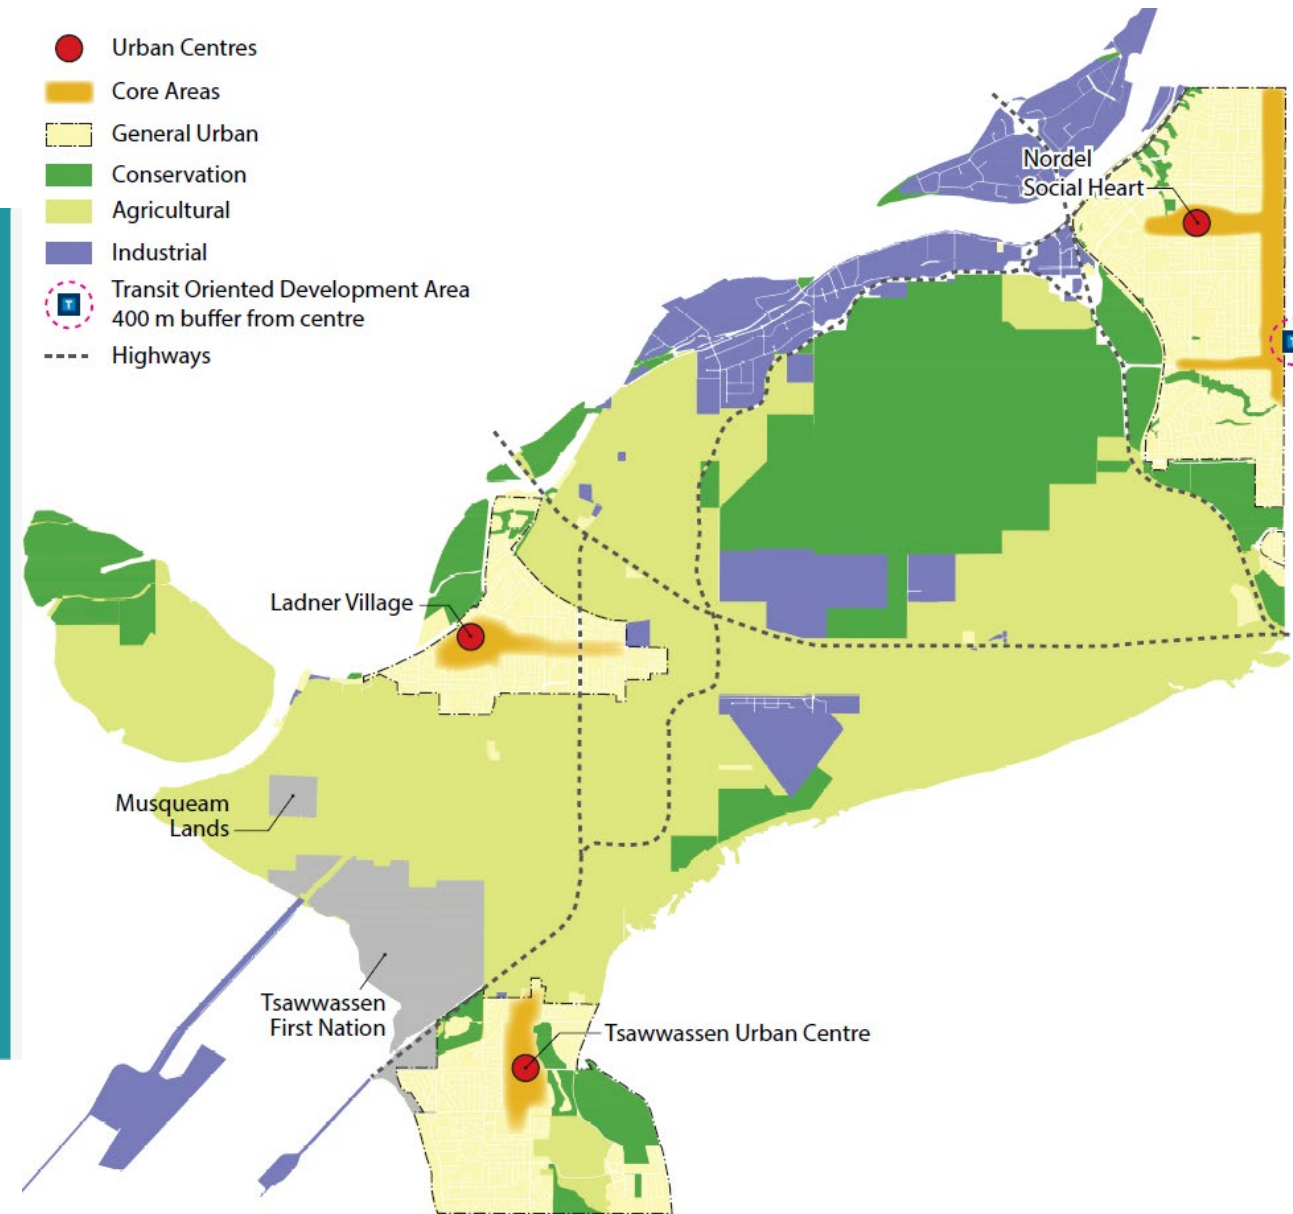 Urban Centres
Core Areas
General Urban
Conservation
Agricultural
Industrial
T
Transit Oriented Development Area
400 m buffer from centre
Highways
Nordel
Social Heart
T
Ladner Village
Musqueam
Lands
Tsawwassen
First Nation
Tsawwassen Urban Centre